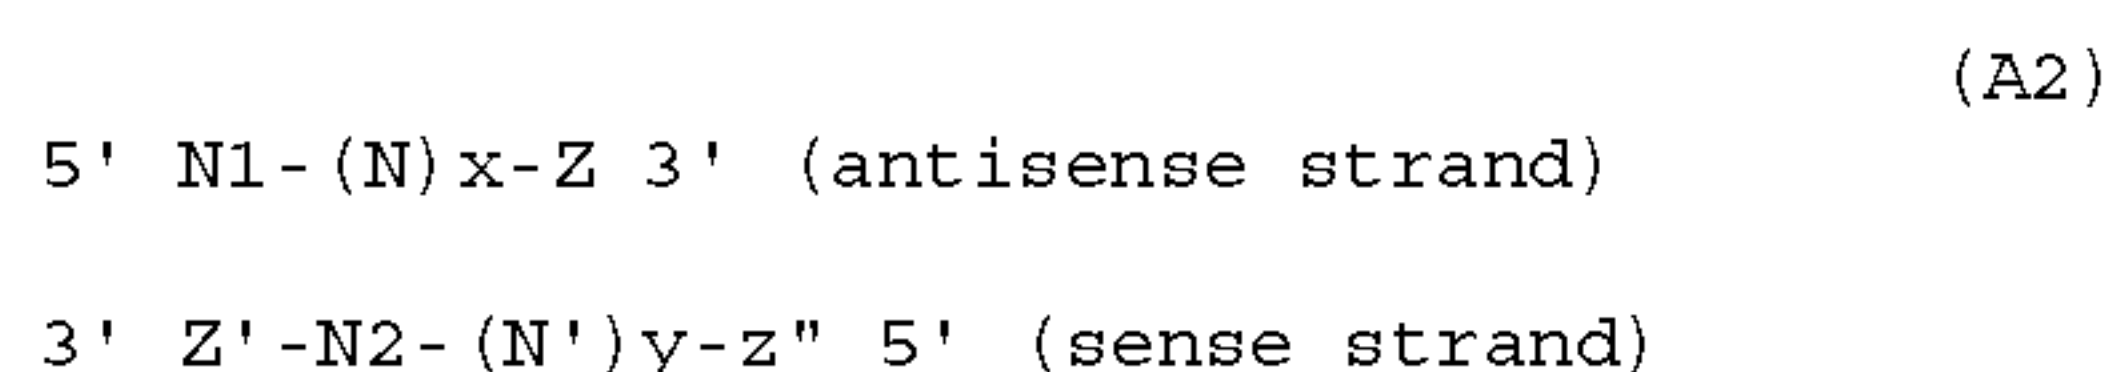 (A2)
5' N1-(N)x-Z 3' (antisense strand)
3' Z'-N2-(N')y-z" 5' (sense strand)